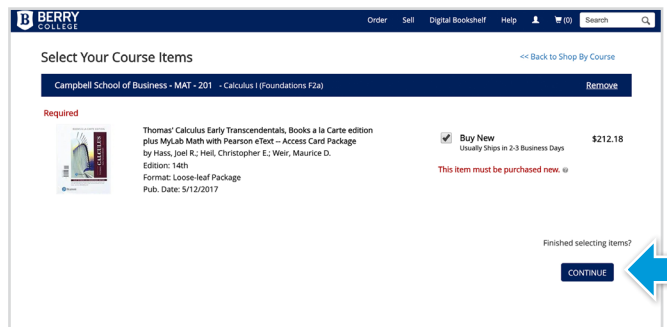 B BERRY COLLEGE
Order Sell Digital Bookshelf Help (0) Search
Select Your Course Items
<< Back to Shop By Course
Campbell School of Business - MAT - 201 - Calculus I (Foundations F2a) Remove
Required
CALCULUS
Thomas' Calculus Early Transcendentals, Books a la Carte edition
plus MyLab Math with Pearson eText -- Access Card Package
by Hass, Joel R.; Heil, Christopher E.; Weir, Maurice D.
Edition: 14th
Format: Loose-leaf Package
Pub. Date: 5/12/2017
Buy New $212.18
Usually Ships in 2-3 Business Days
This item must be purchased new.
Finished selecting items?
CONTINUE